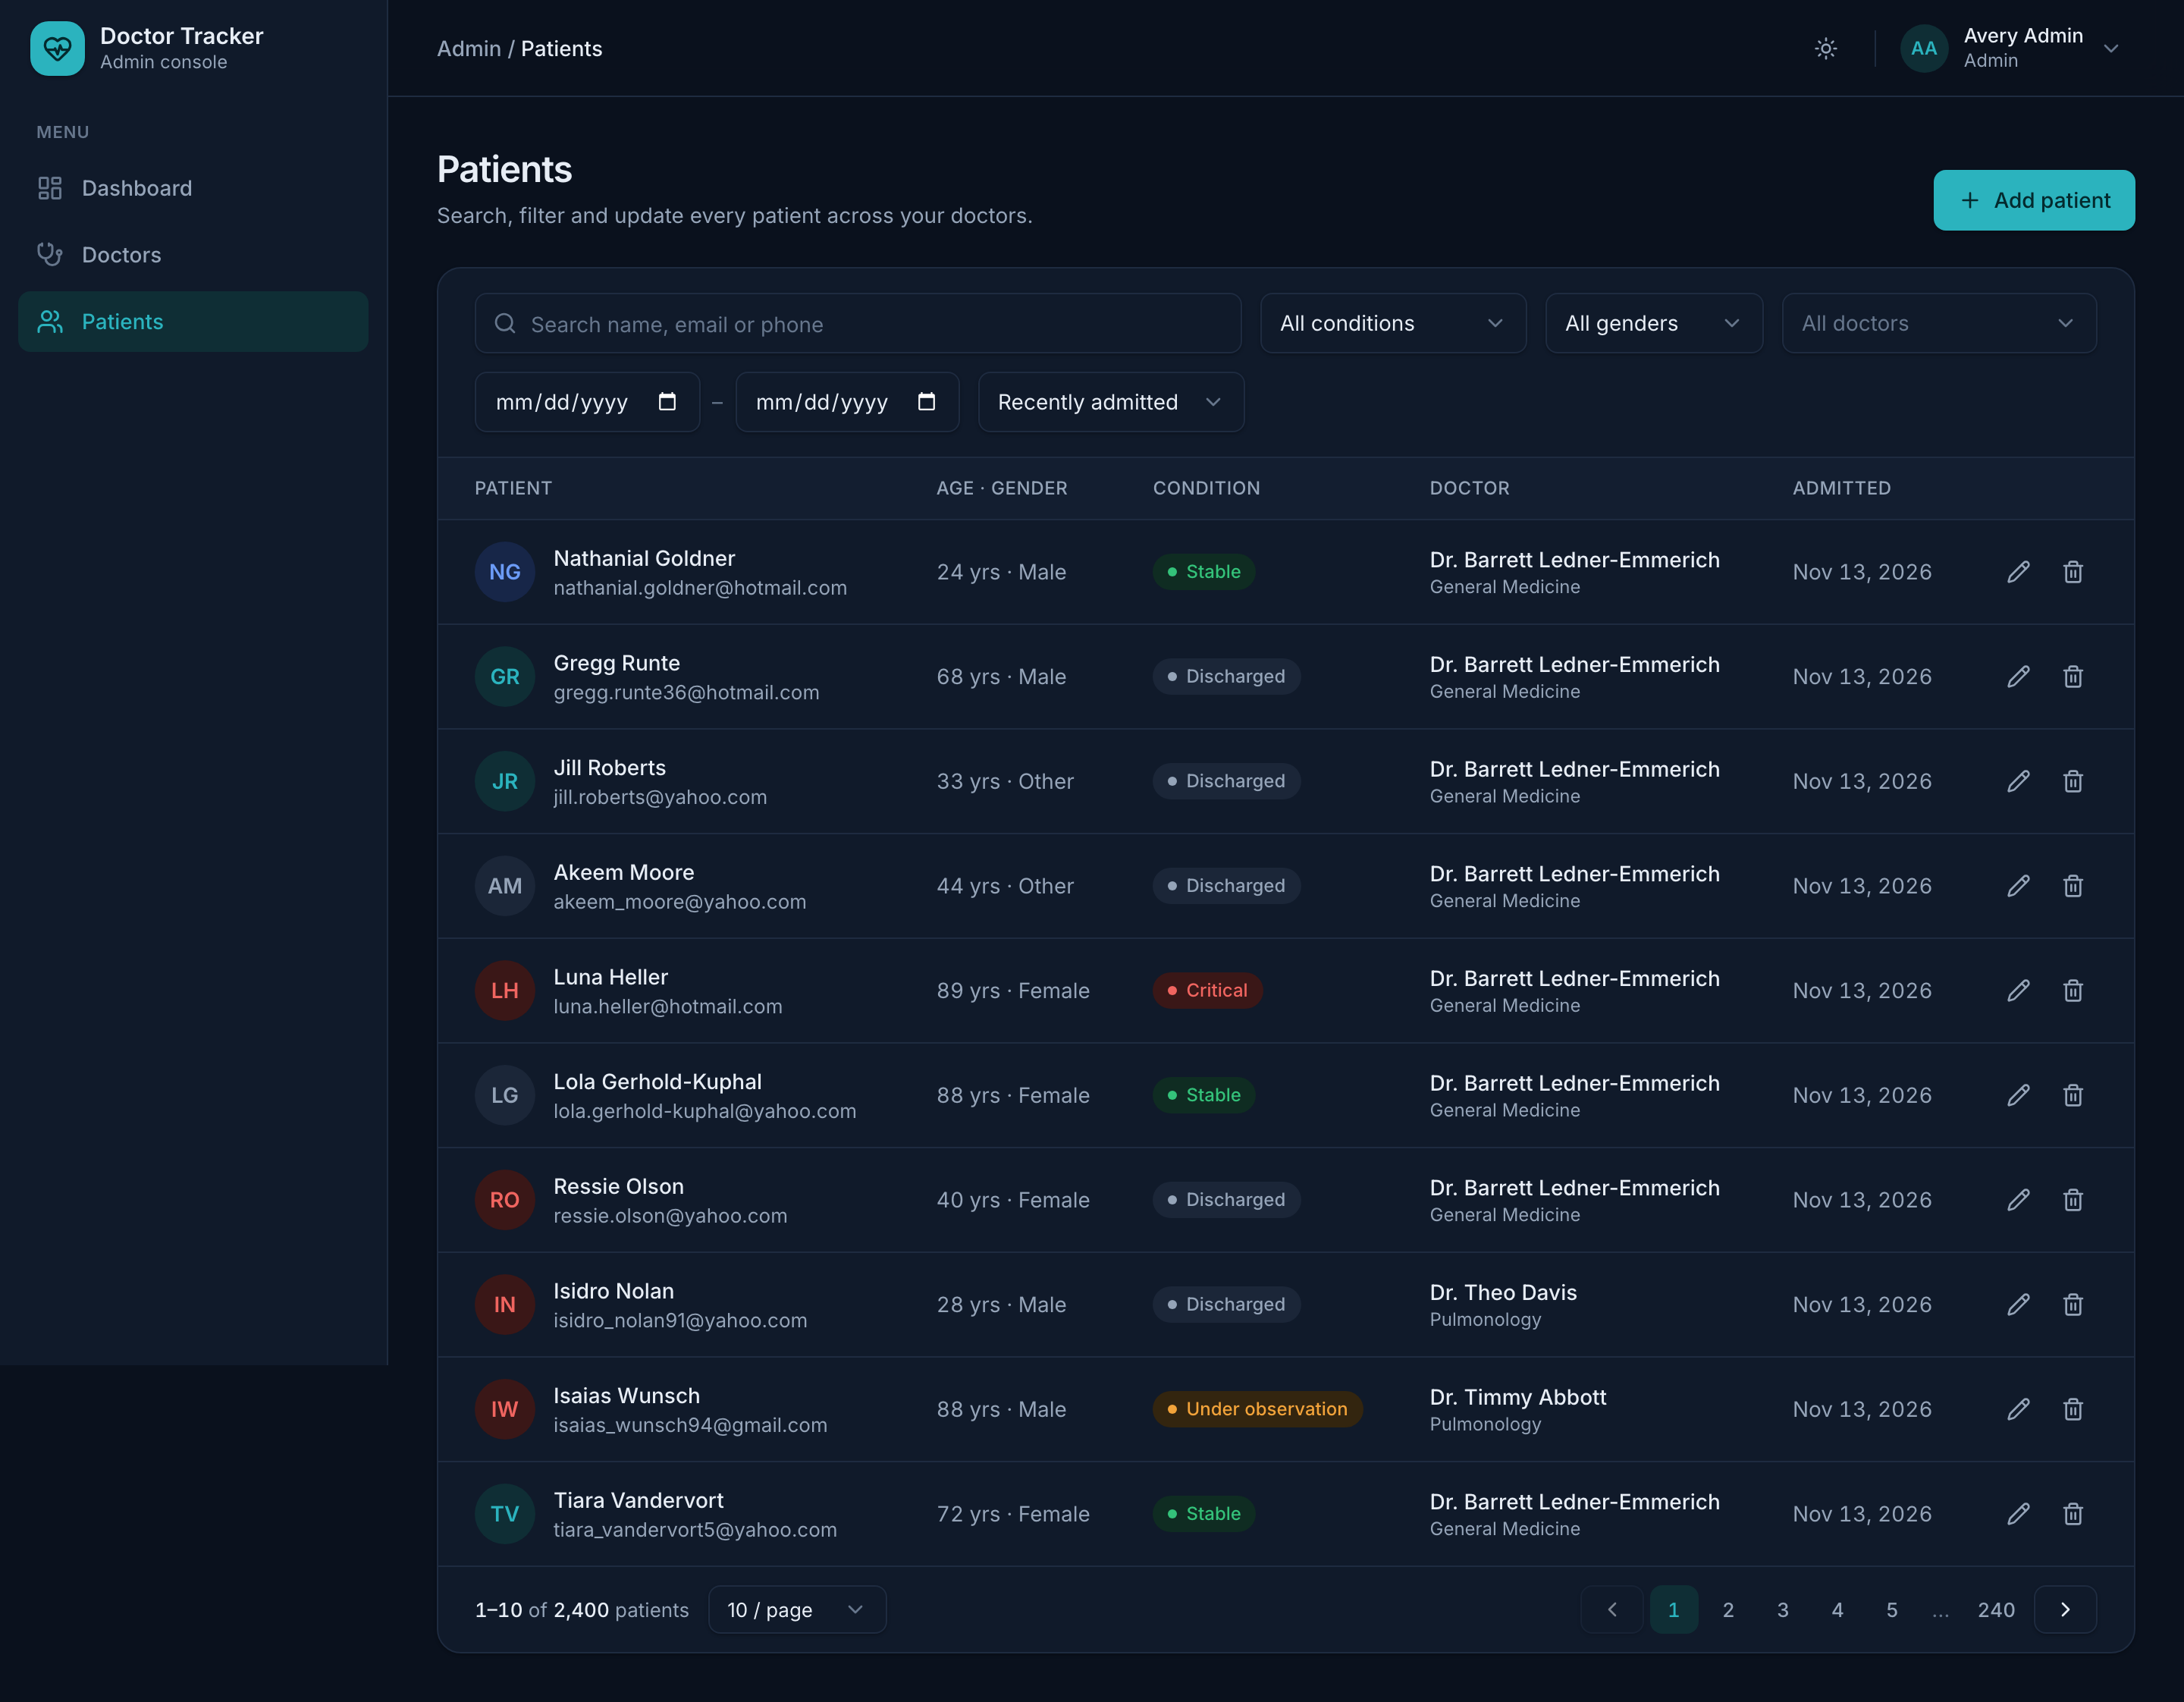 Doctor Tracker
Admin console
MENU
Dashboard
Doctors
Patients
Admin / Patients
AA
Avery Admin
Admin
Patients
Search, filter and update every patient across your doctors.
+ Add patient
Search name, email or phone
All conditions
All genders
All doctors
mm/dd/yyyy – mm/dd/yyyy
Recently admitted
PATIENT AGE · GENDER CONDITION DOCTOR ADMITTED
NG Nathanial Goldner
nathanial.goldner@hotmail.com
24 yrs · Male
Stable
Dr. Barrett Ledner-Emmerich
General Medicine
Nov 13, 2026
GR Gregg Runte
gregg.runte36@hotmail.com
68 yrs · Male
Discharged
Dr. Barrett Ledner-Emmerich
General Medicine
Nov 13, 2026
JR Jill Roberts
jill.roberts@yahoo.com
33 yrs · Other
Discharged
Dr. Barrett Ledner-Emmerich
General Medicine
Nov 13, 2026
AM Akeem Moore
akeem_moore@yahoo.com
44 yrs · Other
Discharged
Dr. Barrett Ledner-Emmerich
General Medicine
Nov 13, 2026
LH Luna Heller
luna.heller@hotmail.com
89 yrs · Female
Critical
Dr. Barrett Ledner-Emmerich
General Medicine
Nov 13, 2026
LG Lola Gerhold-Kuphal
lola.gerhold-kuphal@yahoo.com
88 yrs · Female
Stable
Dr. Barrett Ledner-Emmerich
General Medicine
Nov 13, 2026
RO Ressie Olson
ressie.olson@yahoo.com
40 yrs · Female
Discharged
Dr. Barrett Ledner-Emmerich
General Medicine
Nov 13, 2026
IN Isidro Nolan
isidro_nolan91@yahoo.com
28 yrs · Male
Discharged
Dr. Theo Davis
Pulmonology
Nov 13, 2026
IW Isaias Wunsch
isaias_wunsch94@gmail.com
88 yrs · Male
Under observation
Dr. Timmy Abbott
Pulmonology
Nov 13, 2026
TV Tiara Vandervort
tiara_vandervort5@yahoo.com
72 yrs · Female
Stable
Dr. Barrett Ledner-Emmerich
General Medicine
Nov 13, 2026
1–10 of 2,400 patients
10 / page
1 2 3 4 5 ... 240